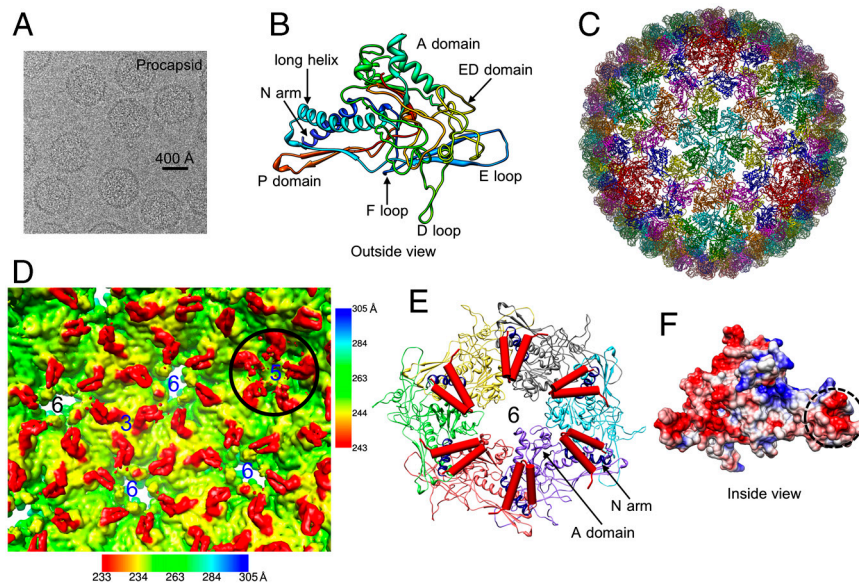 A
Procapsid
400 Å
B
A domain
long helix
ED domain
N arm
P domain
E loop
F loop
D loop
Outside view
C
D
5
6
6
3
6
6
305 Å
284
263
244
243
233 234 263 284 305Å
E
6
N arm
A domain
F
Inside view